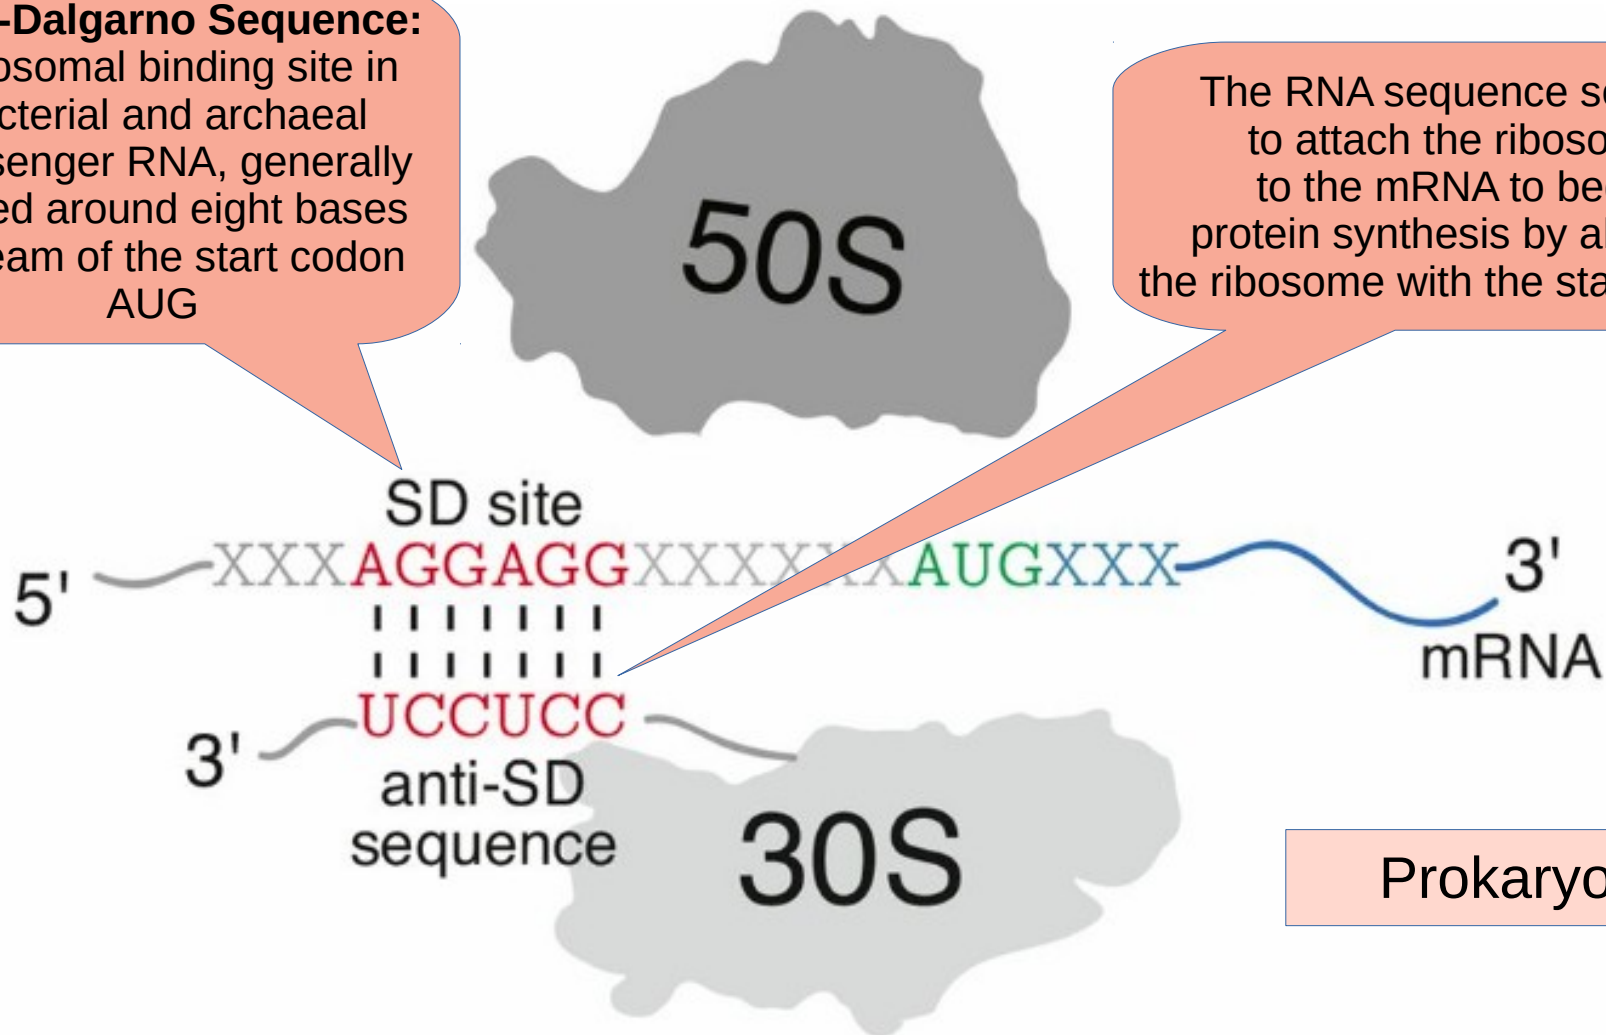 -Dalgarno Sequence:
osomal binding site in
cterial and archaeal
senger RNA, generally
ed around eight bases
eam of the start codon
AUG
The RNA sequence se
to attach the riboso
to the mRNA to be
protein synthesis by al
the ribosome with the sta
50S
SD site
5' XXXAGGAGGXXXXXXAUGXXX 3'
mRNA
3' UCCUCC
anti-SD
sequence
30S
Prokaryo